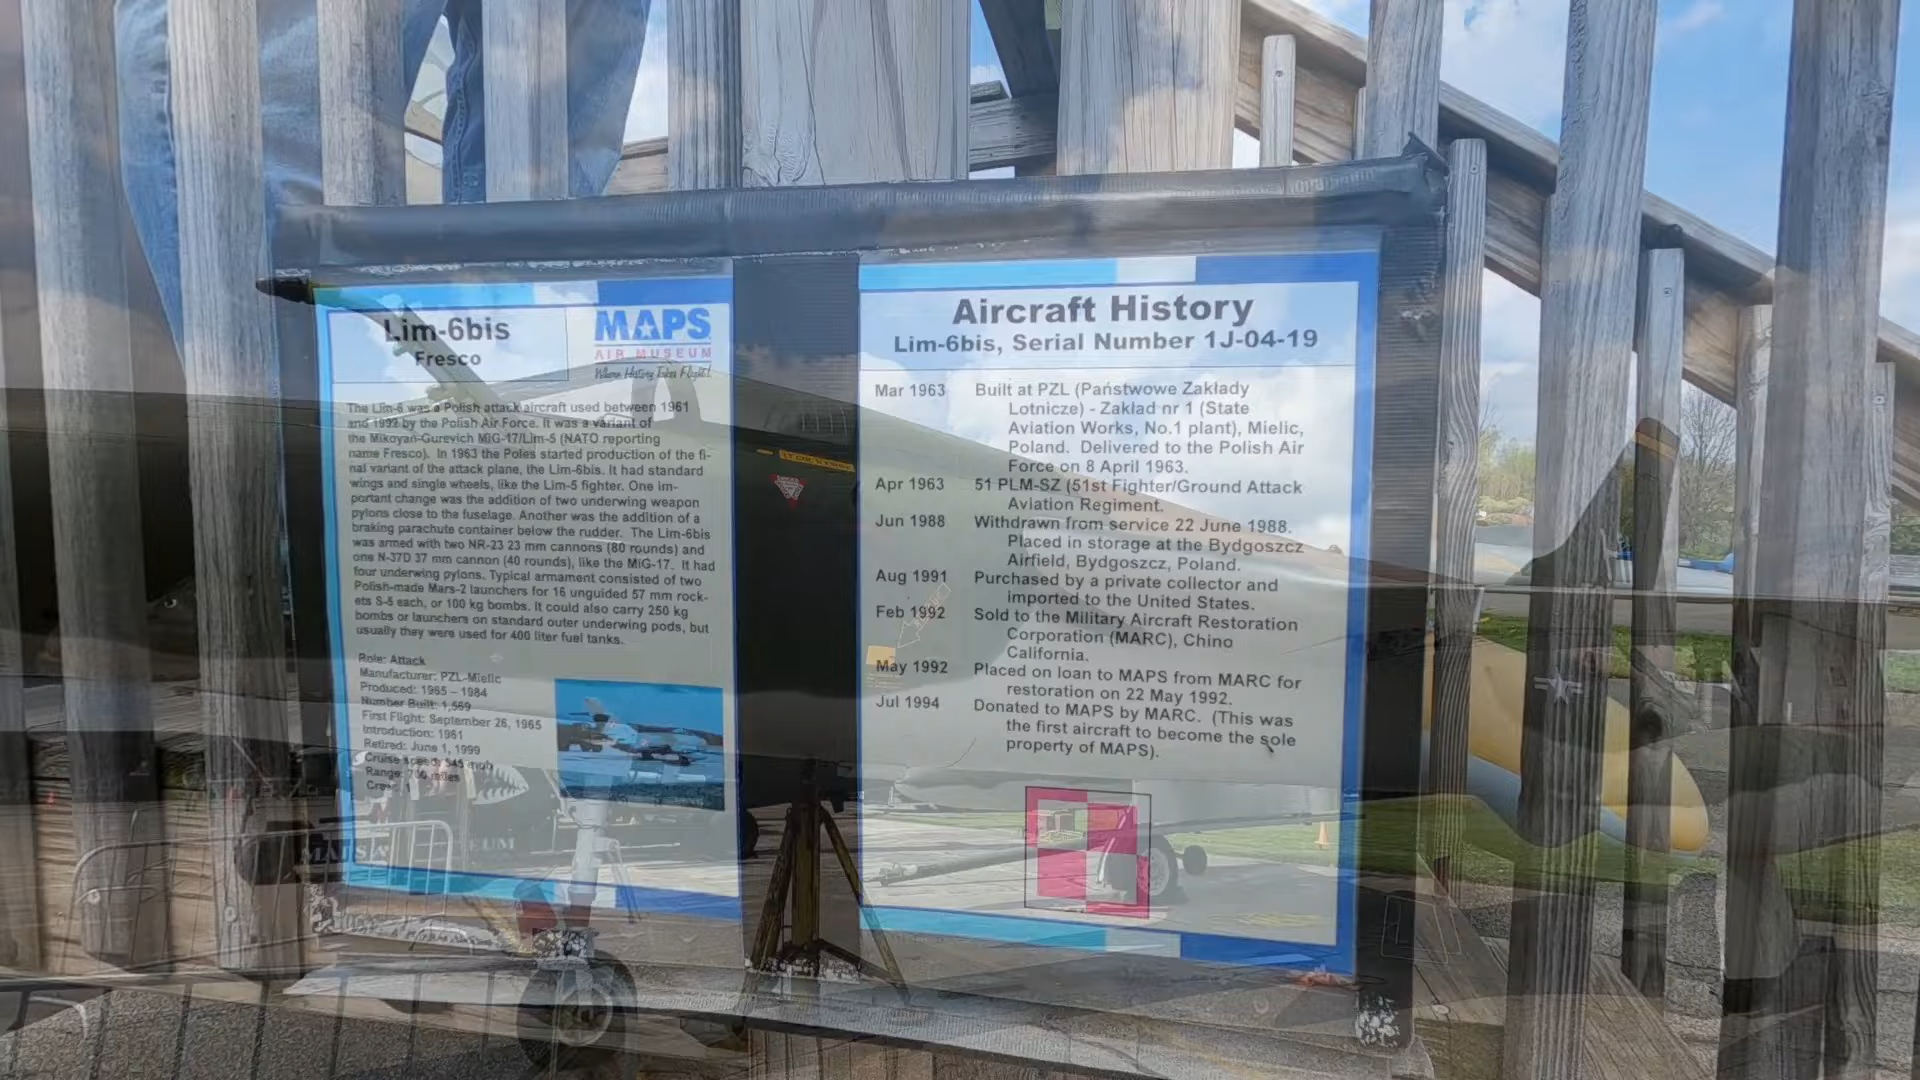 Lim-6bis
Fresco
MAPS
AIR MUSEUM
Where History Takes Flight!
The Lim-6 was a Polish attack aircraft used between 1961
and 1992 by the Polish Air Force. It was a variant of
the Mikoyan-Gurevich MiG-17/Lim-5 (NATO reporting
name Fresco). In 1963 the Poles started production of the fi-
nal variant of the attack plane, the Lim-6bis. It had standard
wings and single wheels, like the Lim-5 fighter. One im-
portant change was the addition of two underwing weapon
pylons close to the fuselage. Another was the addition of a
braking parachute container below the rudder. The Lim-6bis
was armed with two NR-23 23 mm cannons (80 rounds) and
one N-37D 37 mm cannon (40 rounds), like the MiG-17. It had
four underwing pylons. Typical armament consisted of two
Polish-made Mars-2 launchers for 16 unguided 57 mm rock-
ets S-5 each, or 100 kg bombs. It could also carry 250 kg
bombs or launchers on standard outer underwing pods, but
usually they were used for 400 liter fuel tanks.
Role: Attack
Manufacturer: PZL-Mielic
Produced: 1965 – 1984
Number Built: 1,569
First Flight: September 26, 1965
Introduction: 1961
Retired: June 1, 1999
Cruise speed: 545 mph
Range: 700 miles
Aircraft History
Lim-6bis, Serial Number 1J-04-19
Mar 1963 Built at PZL (Państwowe Zakłady
Lotnicze) - Zaklad nr 1 (State
Aviation Works, No.1 plant), Mielic,
Poland. Delivered to the Polish Air
Force on 8 April 1963.
Apr 1963 51 PLM-SZ (51st Fighter/Ground Attack
Aviation Regiment.
Jun 1988 Withdrawn from service 22 June 1988.
Placed in storage at the Bydgoszcz
Airfield, Bydgoszcz, Poland.
Aug 1991 Purchased by a private collector and
imported to the United States.
Feb 1992 Sold to the Military Aircraft Restoration
Corporation (MARC), Chino
California.
May 1992 Placed on loan to MAPS from MARC for
restoration on 22 May 1992.
Jul 1994 Donated to MAPS by MARC. (This was
the first aircraft to become the sole
property of MAPS).